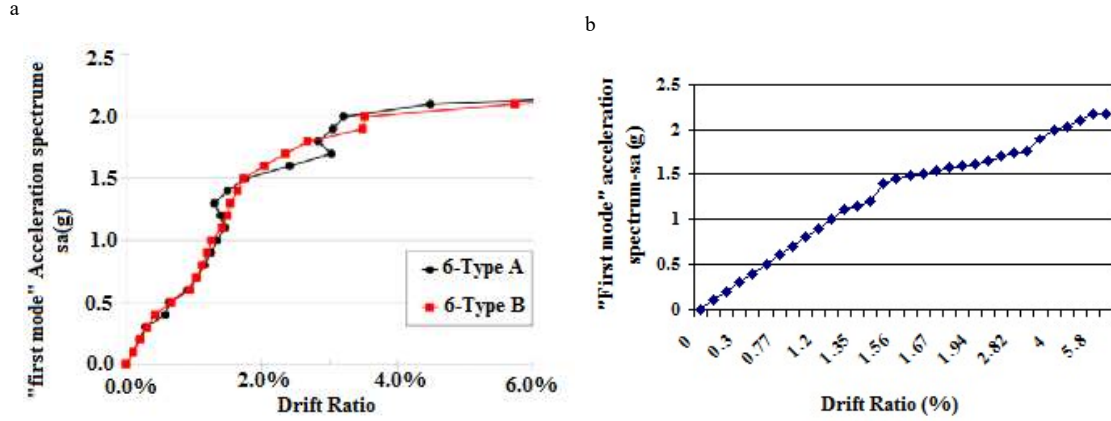 a
"first mode" Acceleration spectrume
sa(g)
2.5
2.0
1.5
1.0
0.5
0.0
0.0%
2.0%
4.0%
6.0%
Drift Ratio
6-Type A
6-Type B
b
"First mode" acceleration
spectrum-sa (g)
2.5
2
1.5
1
0.5
0
0
0.3
0.77
1.2
1.35
1.56
1.67
1.94
2.82
4
5.8
Drift Ratio (%)